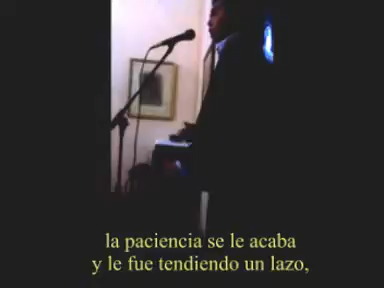 la paciencia se le acaba
y le fue tendiendo un lazo,